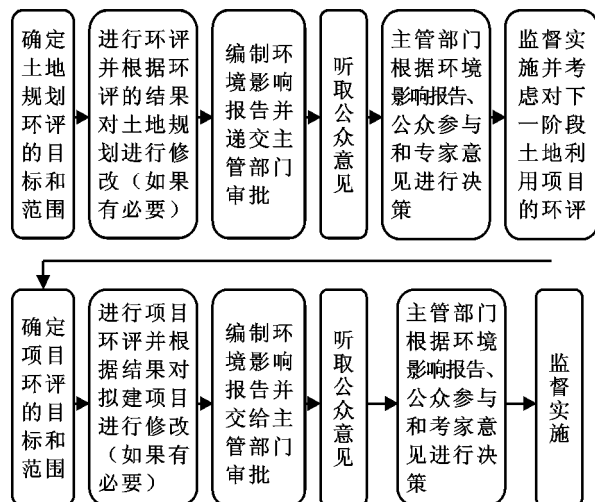 确定
土地
规划
环评
的目
标和
范围
进行环评
并根据环
评的结果
对土地规
划进行修
改（如果
有必要）
编制环
境影响
报告并
递交主
管部门
审批
听取公众意见
主管部门
根据环境
影响报告、
公众参与
和专家意
见进行决
策
监督实
施并考
虑对下
一阶段
土地利
用项目
的环评
确定
项目
环评
的目
标和
范围
进行项目
环评并根
据结果对
拟建项目
进行修改
（如果有
必要）
编制环
境影响
报告并
交给主
管部门
审批
听取公众意见
主管部门
根据环境
影响报告、
公众参与
和考家意
见进行决
策
监督实施